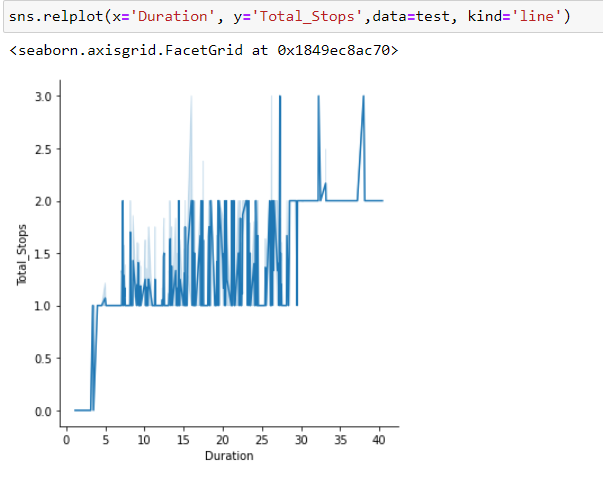 sns.relplot(x='Duration', y='Total_Stops',data=test, kind='line')
<seaborn.axisgrid.FacetGrid at 0x1849ec8ac70>
3.0
2.5
2.0
1.5
1.0
0.5
0.0
Total_Stops
0 5 10 15 20 25 30 35 40
Duration